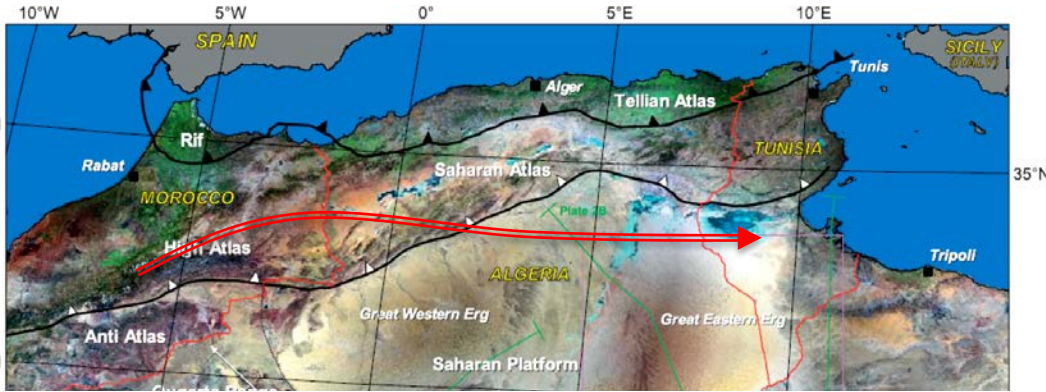 10°W 5°W 0° 5°E 10°E
SPAIN
SICILY
(ITALY)
Tunis
Alger
Tellian Atlas
Rif
TUNISIA
Rabat
Saharan Atlas
35°N
MOROCCO
Plate 2B
High Atlas
Tripoli
ALGERIA
Great Western Erg
Great Eastern Erg
Anti Atlas
Saharan Platform